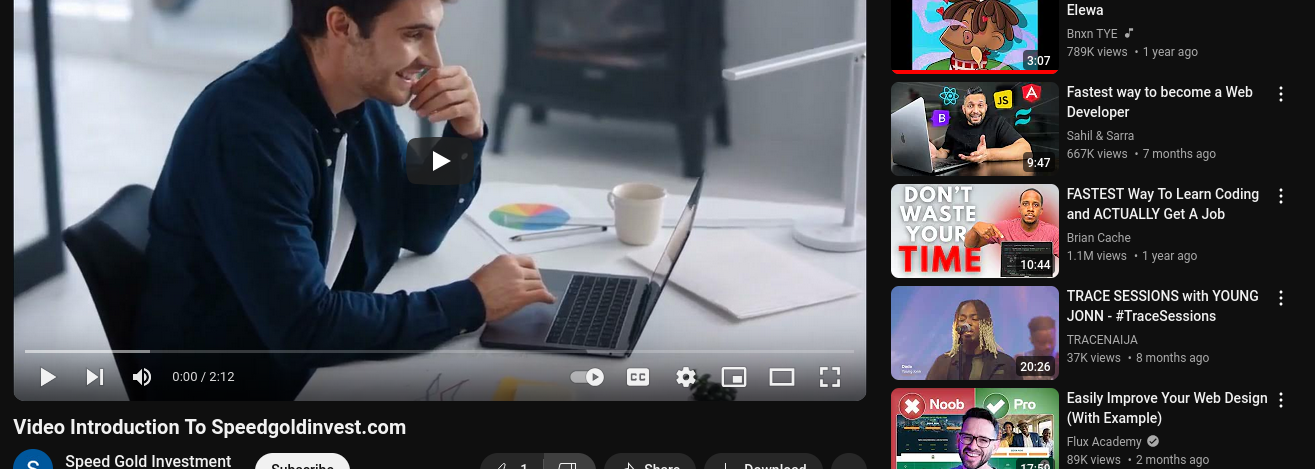 0:00 / 2:12
CC
Video Introduction To Speedgoldinvest.com
S
Speed Gold Investment
Subscribe
1
Share
Download
Elewa
Bnxn TYE
789K views • 1 year ago
3:07
Fastest way to become a Web
Developer
Sahil & Sarra
667K views • 7 months ago
JS
A
B
9:47
FASTEST Way To Learn Coding
and ACTUALLY Get A Job
Brian Cache
1.1M views • 1 year ago
DON'T
WASTE
YOUR
TIME
10:44
TRACE SESSIONS with YOUNG
JONN - #TraceSessions
TRACENAIJA
37K views • 8 months ago
20:26
Easily Improve Your Web Design
(With Example)
Flux Academy
89K views • 2 months ago
Noob
Pro
17:59